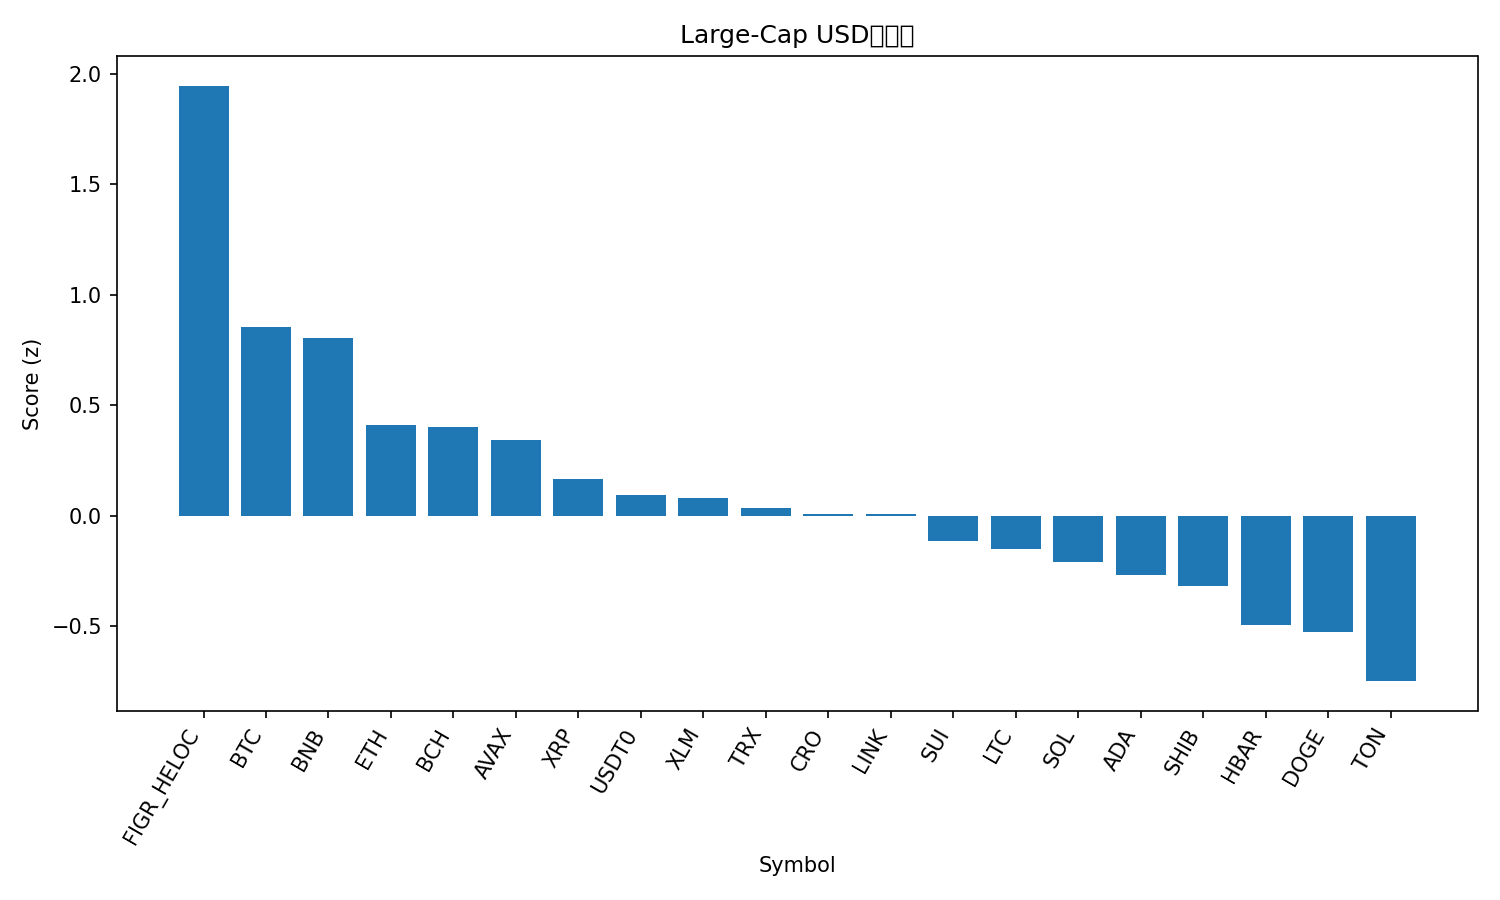 Large-Cap USD
Score (z)
2.0
1.5
1.0
0.5
0.0
−0.5
FIGR_HELOC
BTC
BNB
ETH
BCH
AVAX
XRP
USDT0
XLM
TRX
CRO
LINK
SUI
LTC
SOL
ADA
SHIB
HBAR
DOGE
TON
Symbol